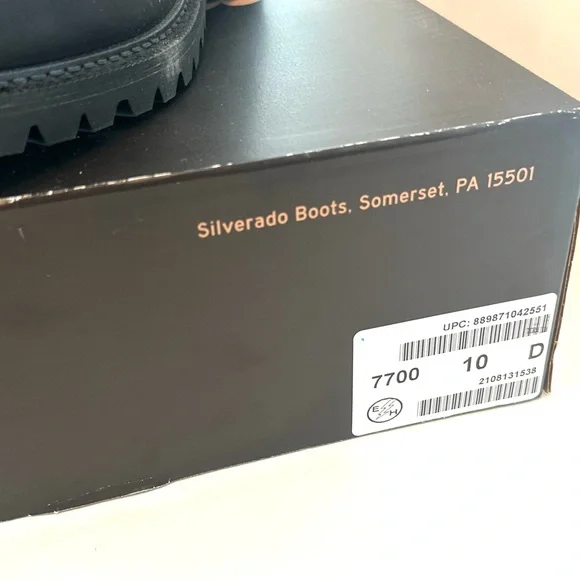 Silverado Boots, Somerset, PA 15501
UPC: 889871042551
7700 10 D
2108131538
E H